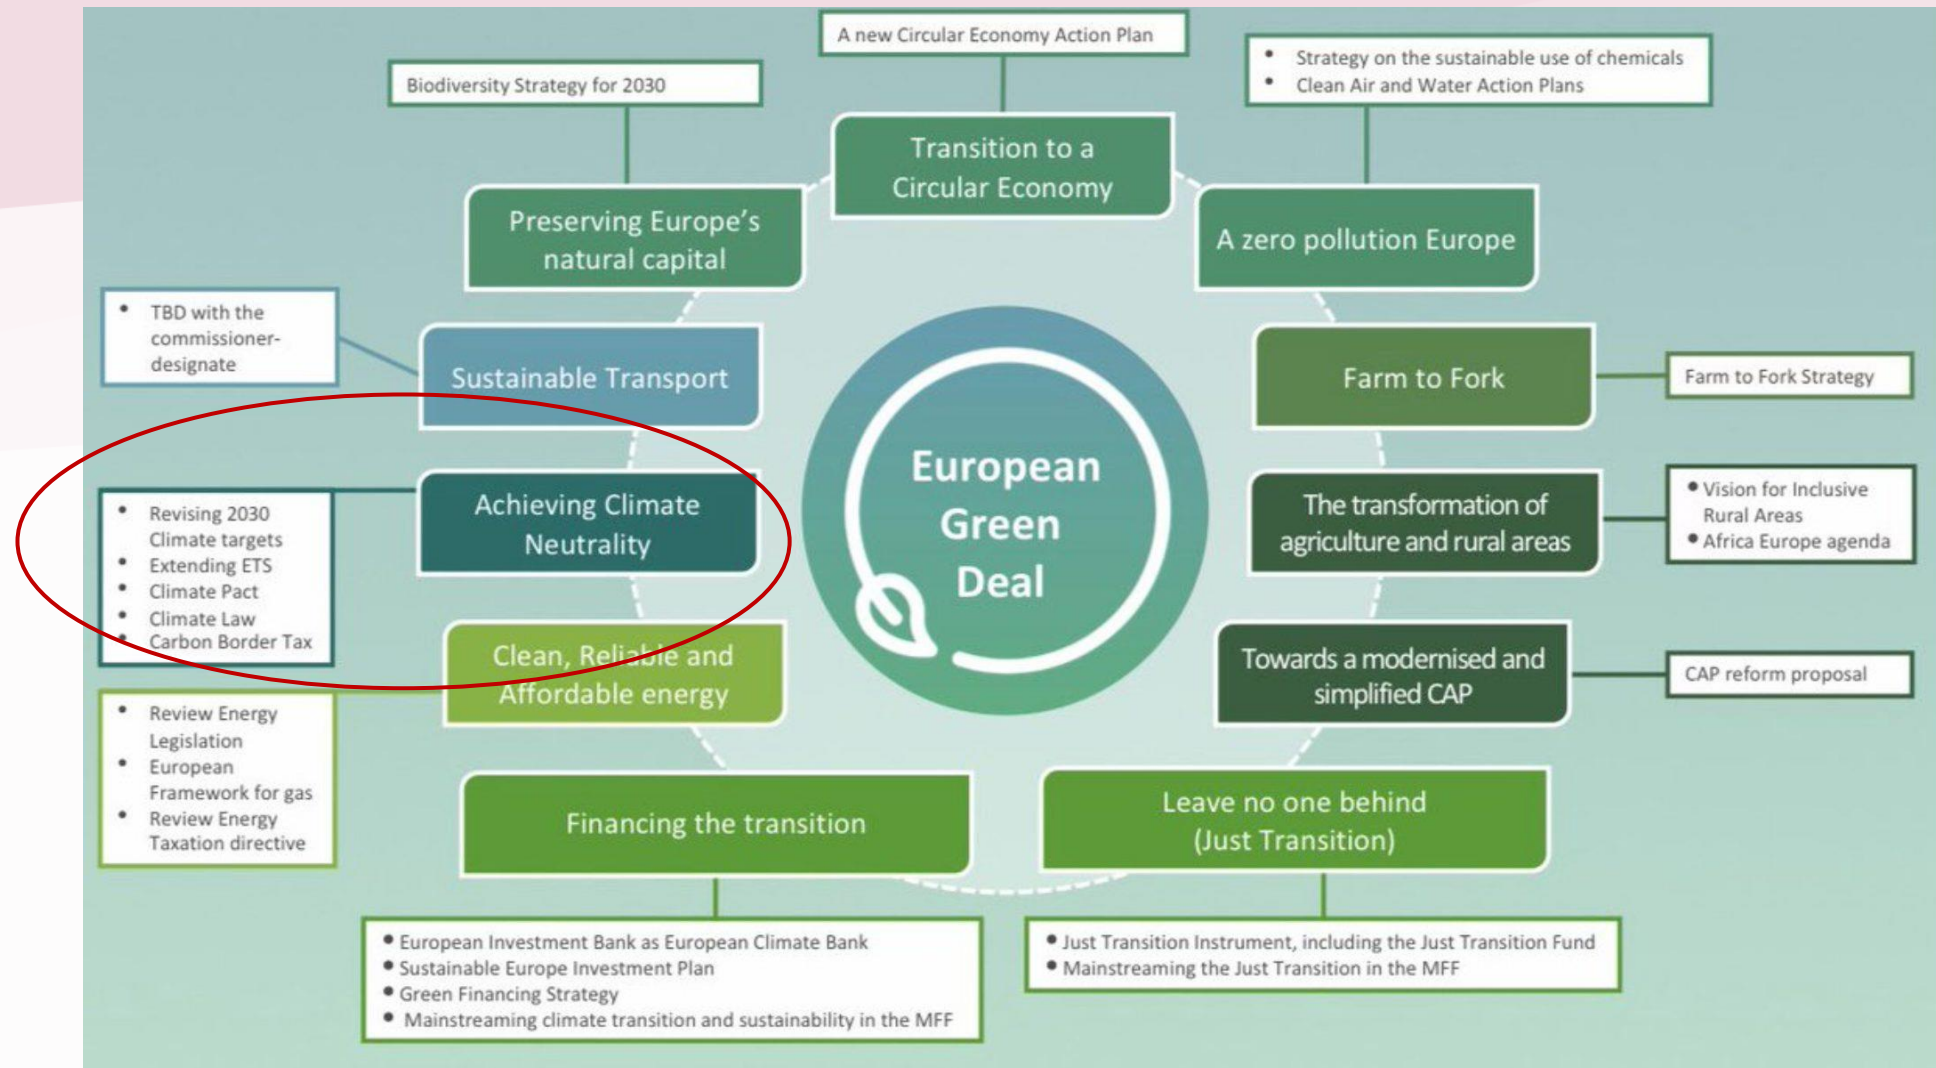 A new Circular Economy Action Plan
Biodiversity Strategy for 2030
• Strategy on the sustainable use of chemicals
• Clean Air and Water Action Plans
Transition to a
Circular Economy
Preserving Europe's
natural capital
A zero pollution Europe
• TBD with the
commissioner-
designate
Sustainable Transport
Farm to Fork
Farm to Fork Strategy
European
Green
Deal
• Revising 2030
Climate targets
• Extending ETS
• Climate Pact
• Climate Law
• Carbon Border Tax
Achieving Climate
Neutrality
The transformation of
agriculture and rural areas
• Vision for Inclusive
Rural Areas
• Africa Europe agenda
Clean, Reliable and
Affordable energy
Towards a modernised and
simplified CAP
CAP reform proposal
• Review Energy
Legislation
• European
Framework for gas
• Review Energy
Taxation directive
Financing the transition
Leave no one behind
(Just Transition)
• European Investment Bank as European Climate Bank
• Sustainable Europe Investment Plan
• Green Financing Strategy
• Mainstreaming climate transition and sustainability in the MFF
• Just Transition Instrument, including the Just Transition Fund
• Mainstreaming the Just Transition in the MFF